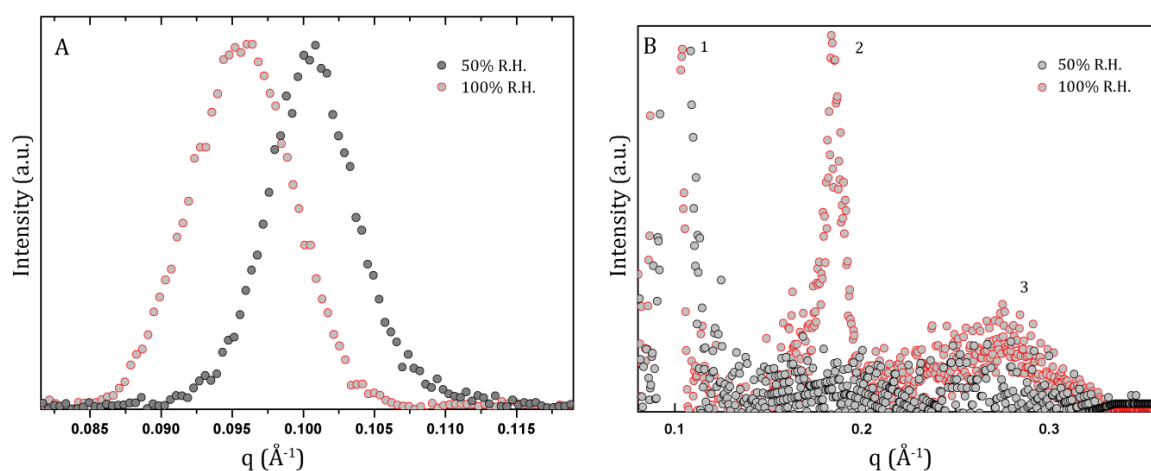 A
50% R.H.
100% R.H.
Intensity (a.u.)
0.085 0.090 0.095 0.100 0.105 0.110 0.115
q (Å-1)
B
1
2
3
50% R.H.
100% R.H.
Intensity (a.u.)
0.1 0.2 0.3
q (Å-1)